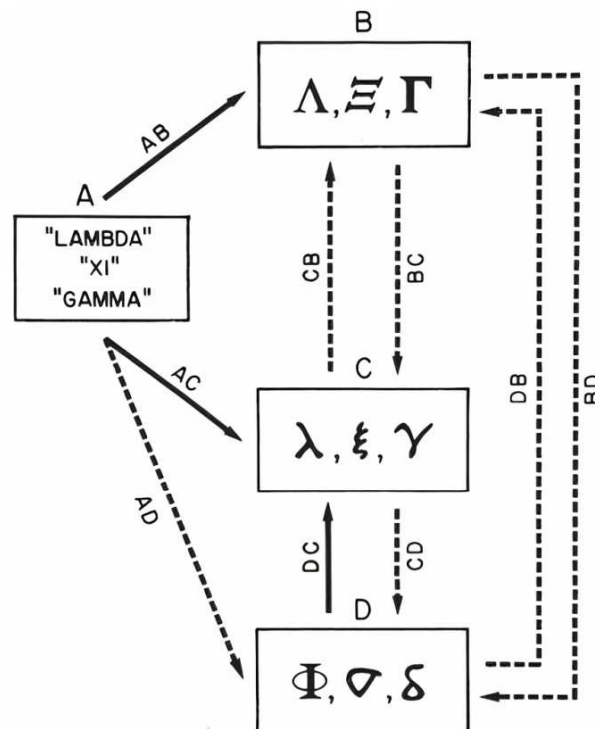 B
Λ, Ξ, Γ
AB
A
"LAMBDA"
"XI"
"GAMMA"
CB
BC
DB
BD
AC
C
λ, ξ, γ
AD
DC
CD
D
Φ, σ, δ